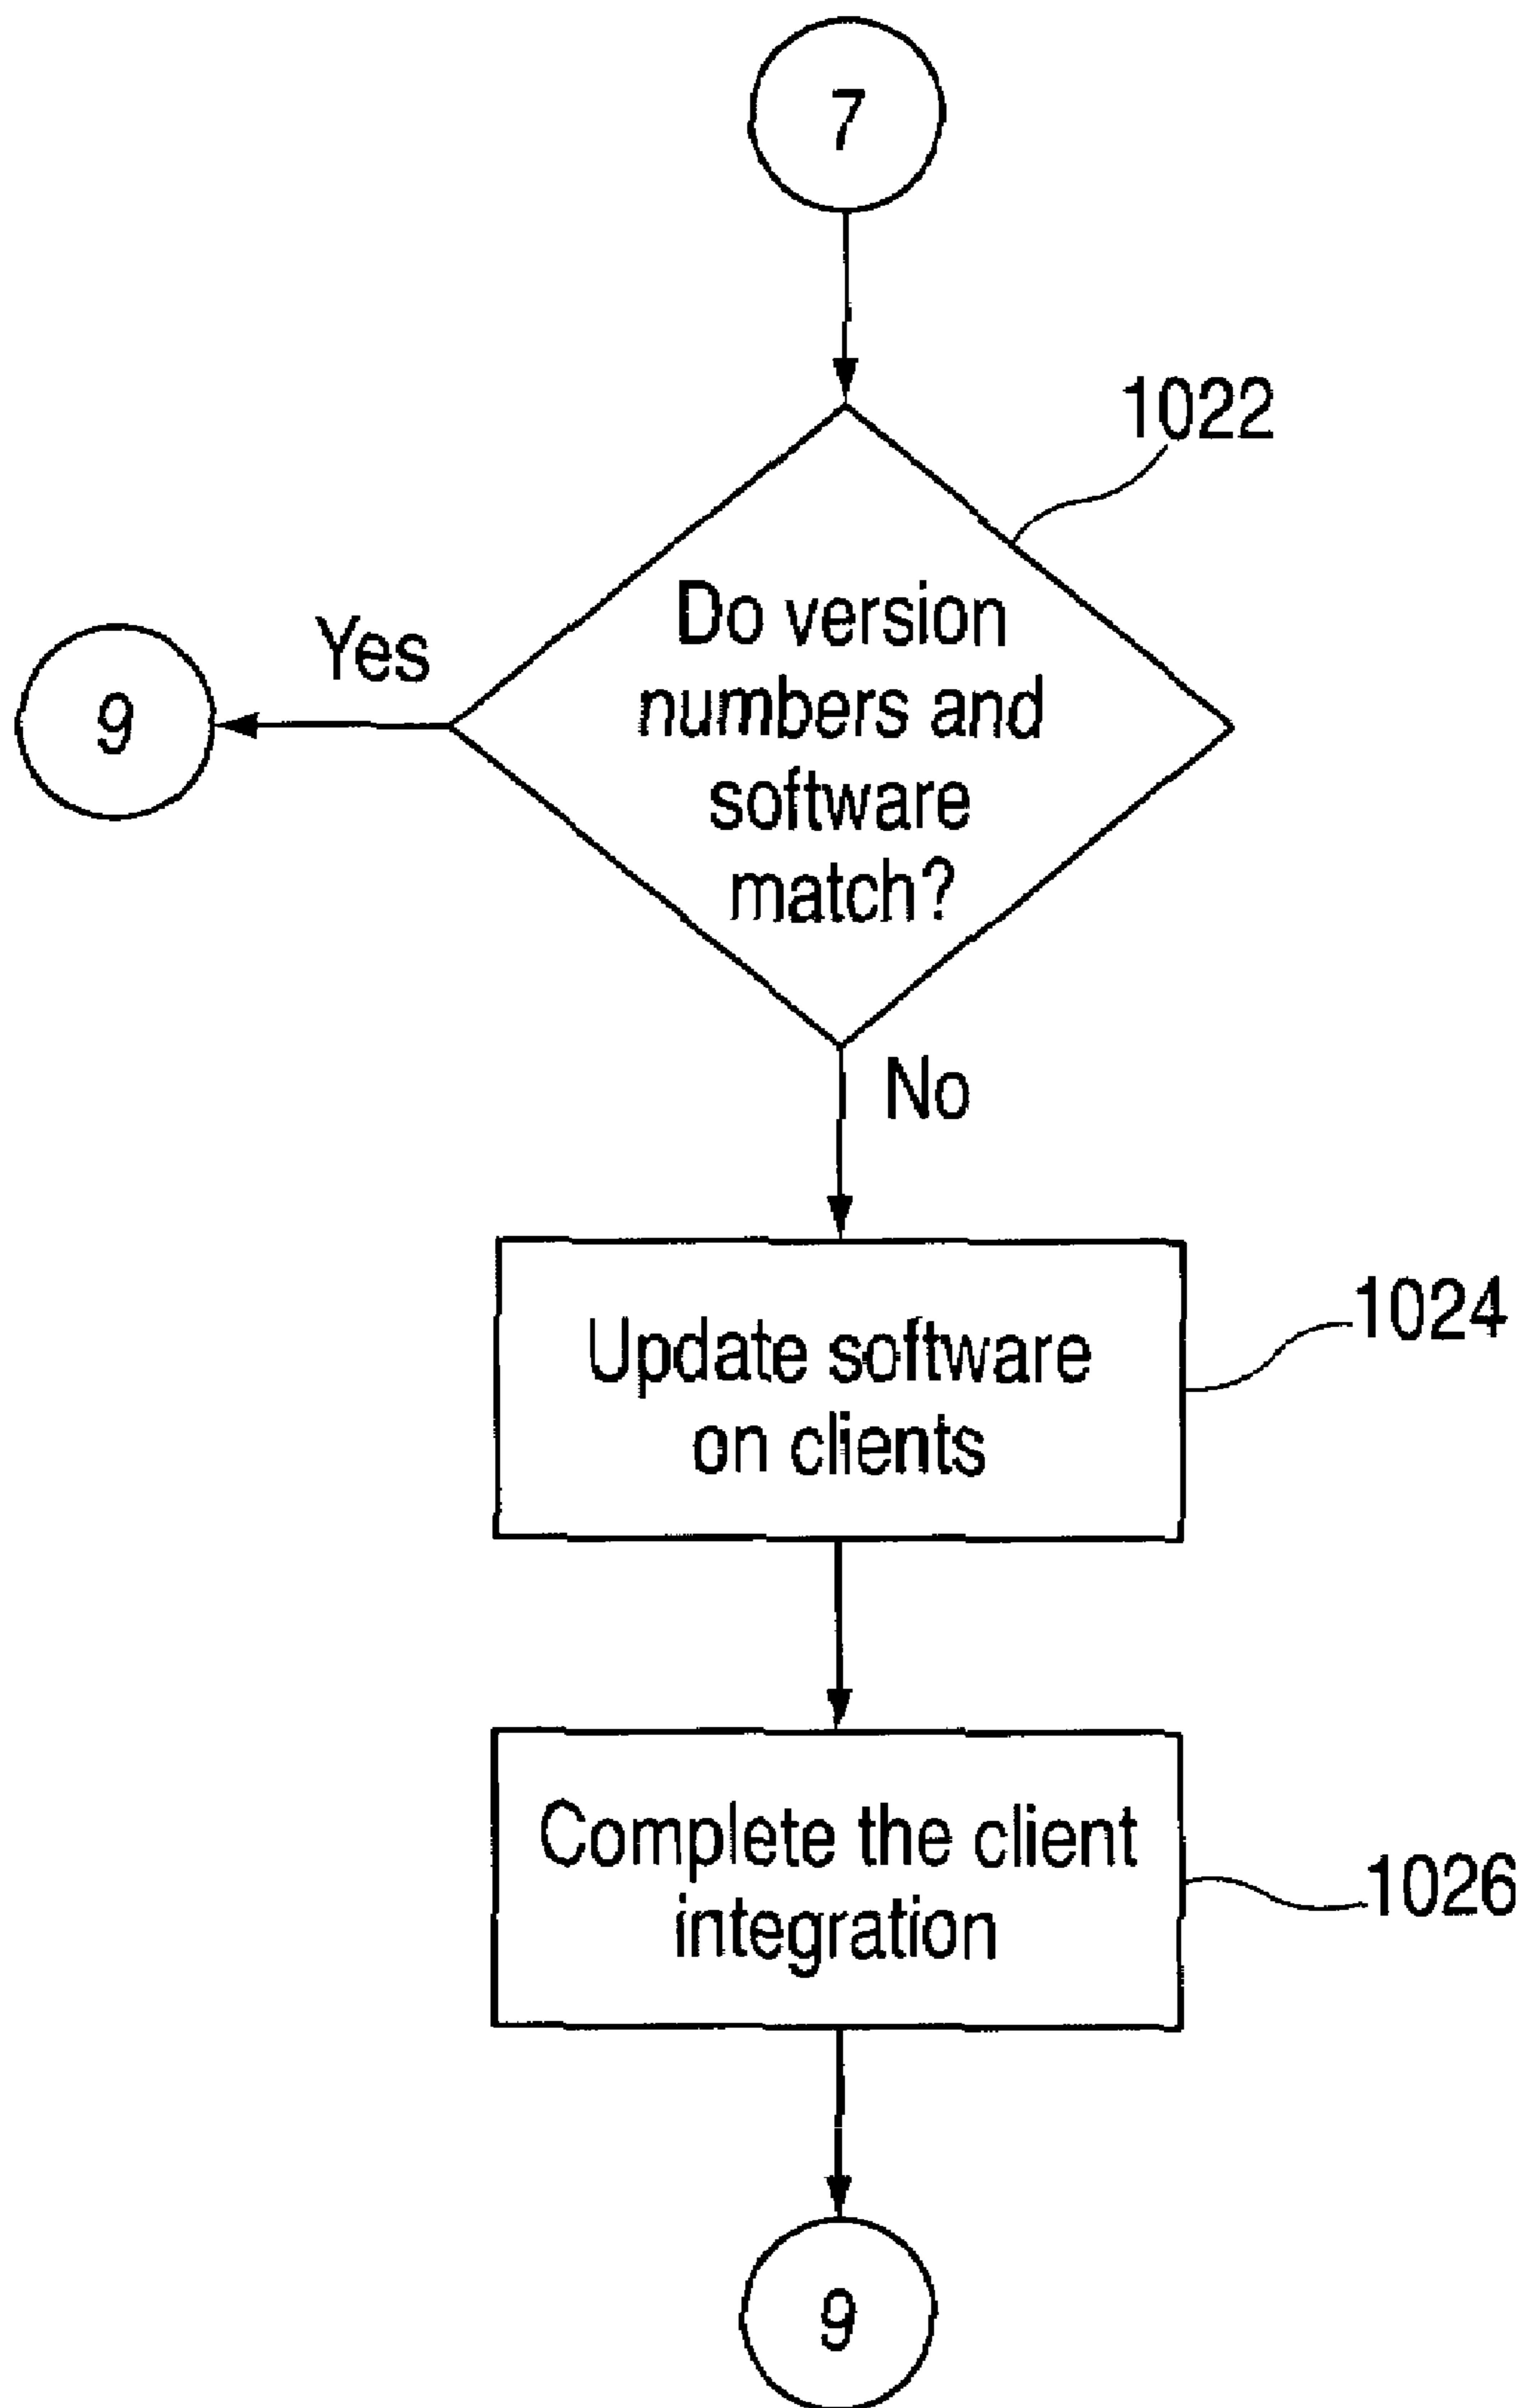 7
1022
Do version
numbers and
software
match?
Yes
9
No
Update software
on clients
1024
Complete the client
integration
1026
9